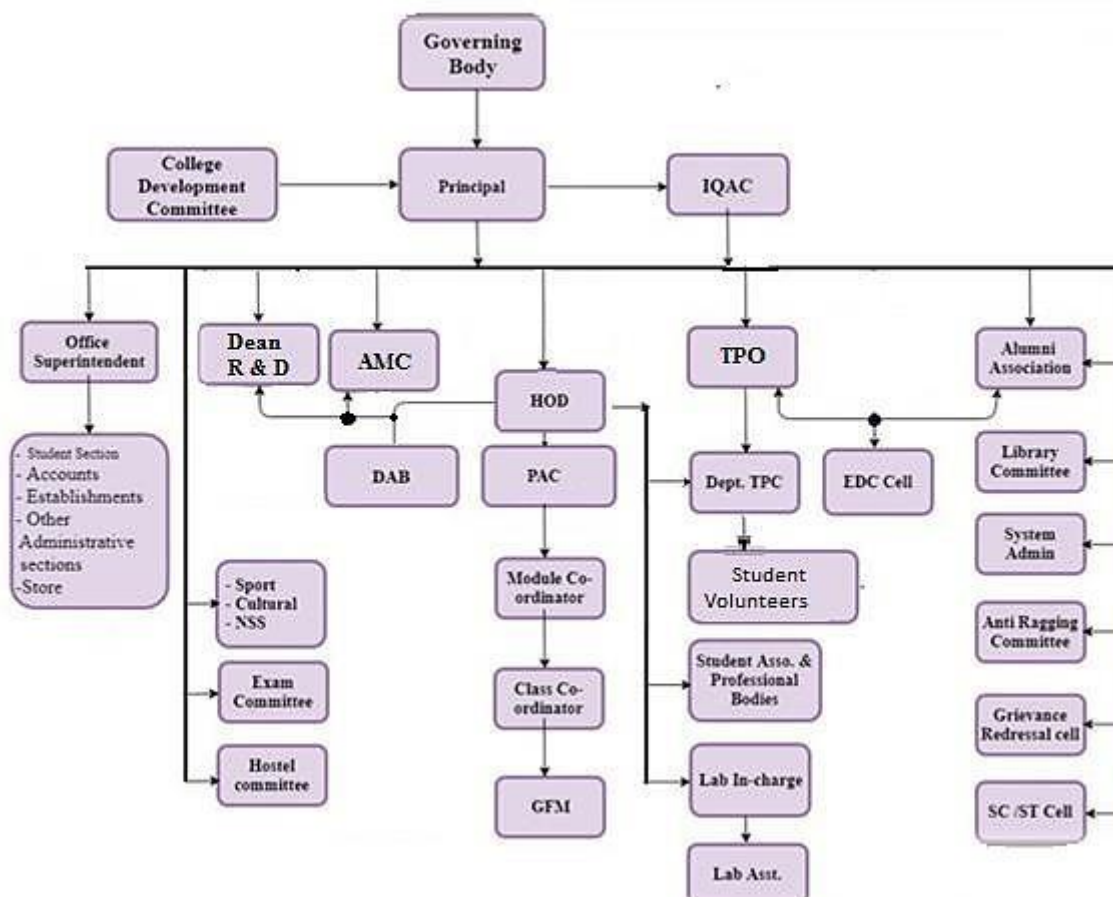 Governing
Body
College
Development
Committee
Principal
IQAC
Office
Superintendent
Dean
R & D
AMC
HOD
TPO
Alumni
Association
- Student Section
- Accounts
- Establishments
- Other
Administrative
sections
-Store
DAB
PAC
Dept. TPC
EDC Cell
Library
Committee
System
Admin
- Sport
- Cultural
- NSS
Module Co-
ordinator
Student
Volunteers
Anti Ragging
Committee
Exam
Committee
Class Co-
ordinator
Student Asso. &
Professional
Bodies
Grievance
Redressal cell
Hostel
committee
GFM
Lab In-charge
SC /ST Cell
Lab Asst.